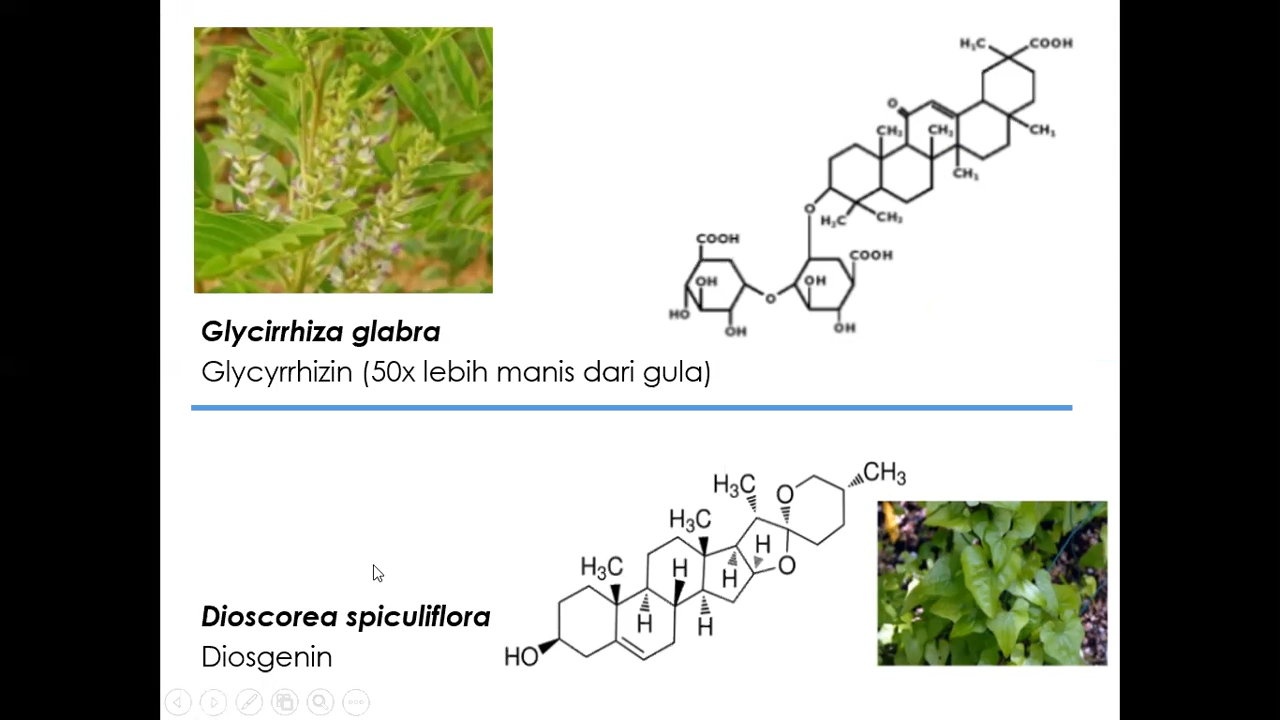 H₃C COOH
O
CH₃ CH₃ CH₃
CH₃
O H₃C CH₃
COOH COOH
OH OH
HO O
OH OH
Glycirrhiza glabra
Glycyrrhizin (50x lebih manis dari gula)
H₃C O CH₃
H₃C
H₃C H H O
H
H H
HO
Dioscorea spiculiflora
Diosgenin